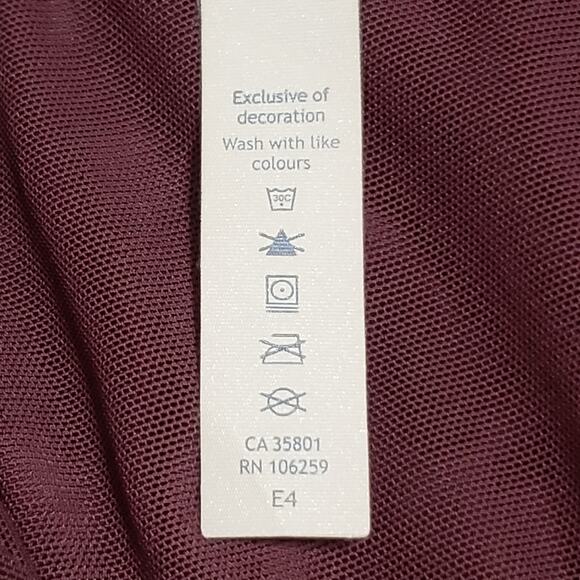 Exclusive of
decoration
Wash with like
colours
30C
CA 35801
RN 106259
E4